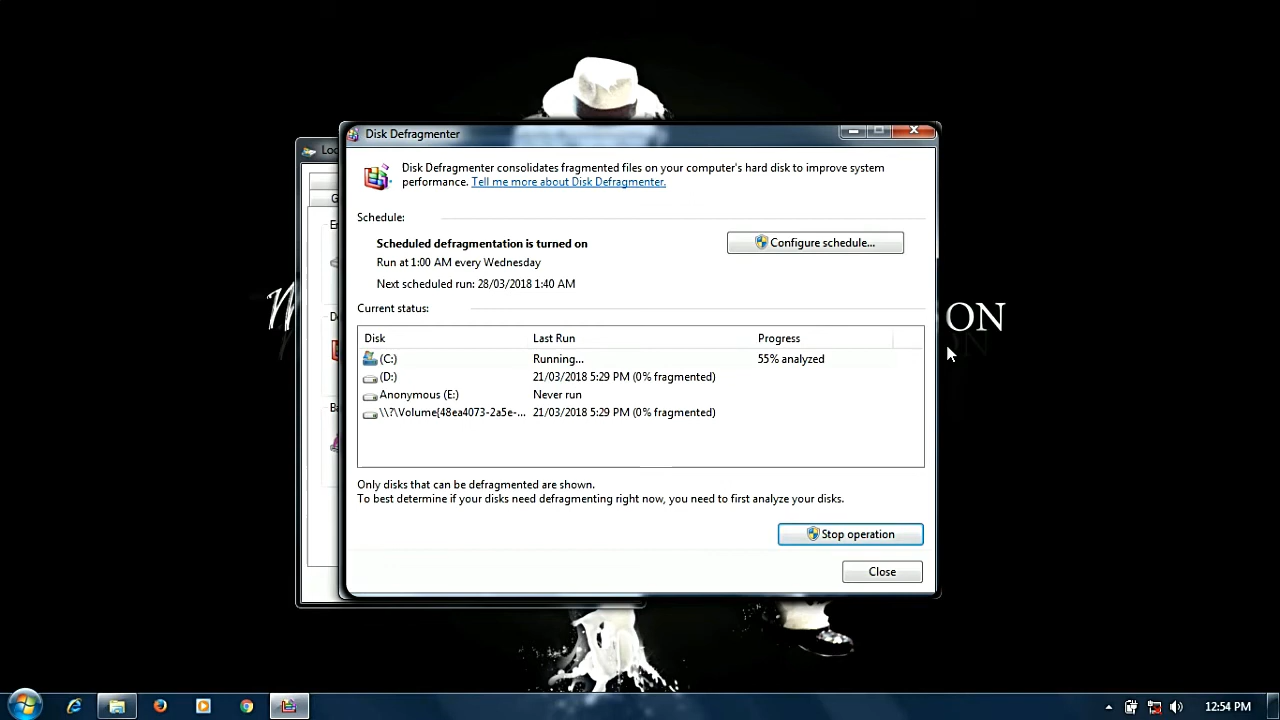 Disk Defragmenter
Disk Defragmenter consolidates fragmented files on your computer's hard disk to improve system
performance. Tell me more about Disk Defragmenter.
Schedule:
Scheduled defragmentation is turned on
Configure schedule...
Run at 1:00 AM every Wednesday
Next scheduled run: 28/03/2018 1:40 AM
Current status:
Disk Last Run Progress
(C:) Running... 55% analyzed
(D:) 21/03/2018 5:29 PM (0% fragmented)
Anonymous (E:) Never run
\\?\Volume{48ea4073-2a5e-... 21/03/2018 5:29 PM (0% fragmented)
Only disks that can be defragmented are shown.
To best determine if your disks need defragmenting right now, you need to first analyze your disks.
Stop operation
Close
Loc
ON
12:54 PM